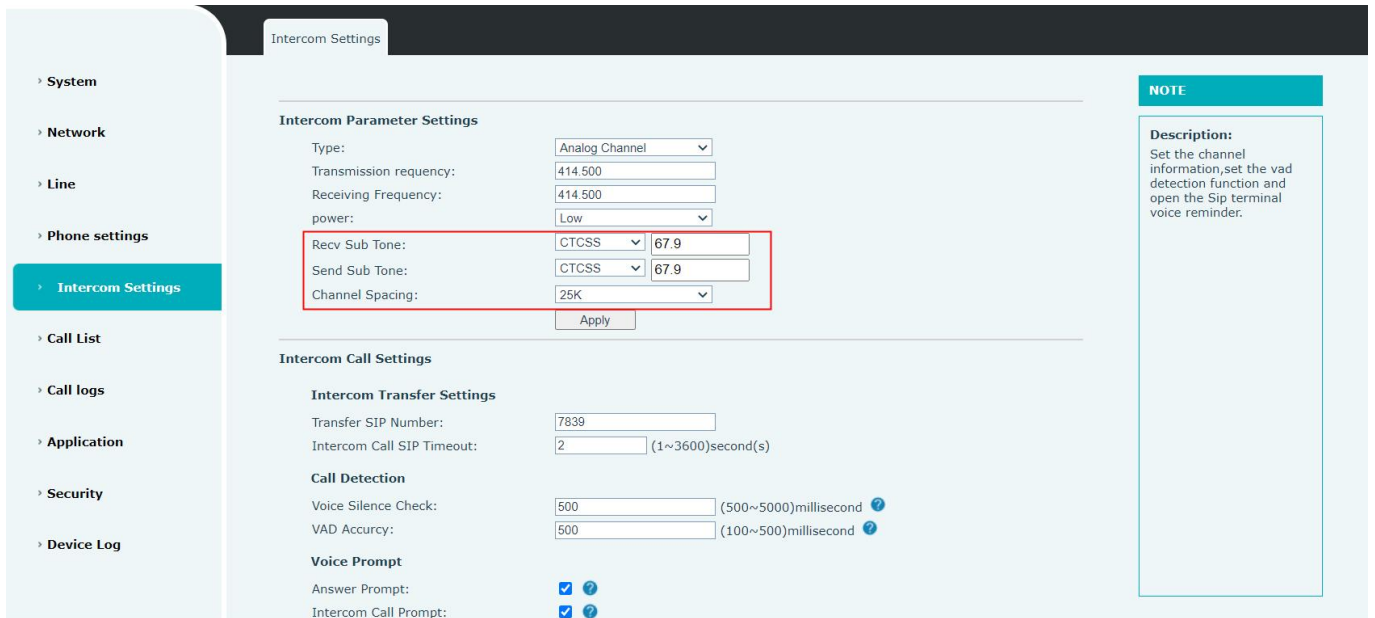 Intercom Settings
System
Network
Line
Phone settings
Intercom Settings
Call List
Call logs
Application
Security
Device Log
Intercom Parameter Settings
Type: Analog Channel
Transmission requency: 414.500
Receiving Frequency: 414.500
power: Low
Recv Sub Tone: CTCSS 67.9
Send Sub Tone: CTCSS 67.9
Channel Spacing: 25K
Apply
Intercom Call Settings
Intercom Transfer Settings
Transfer SIP Number: 7839
Intercom Call SIP Timeout: 2 (1~3600)second(s)
Call Detection
Voice Silence Check: 500 (500~5000)millisecond ?
VAD Accurcy: 500 (100~500)millisecond ?
Voice Prompt
Answer Prompt: ?
Intercom Call Prompt: ?
NOTE
Description:
Set the channel
information,set the vad
detection function and
open the Sip terminal
voice reminder.